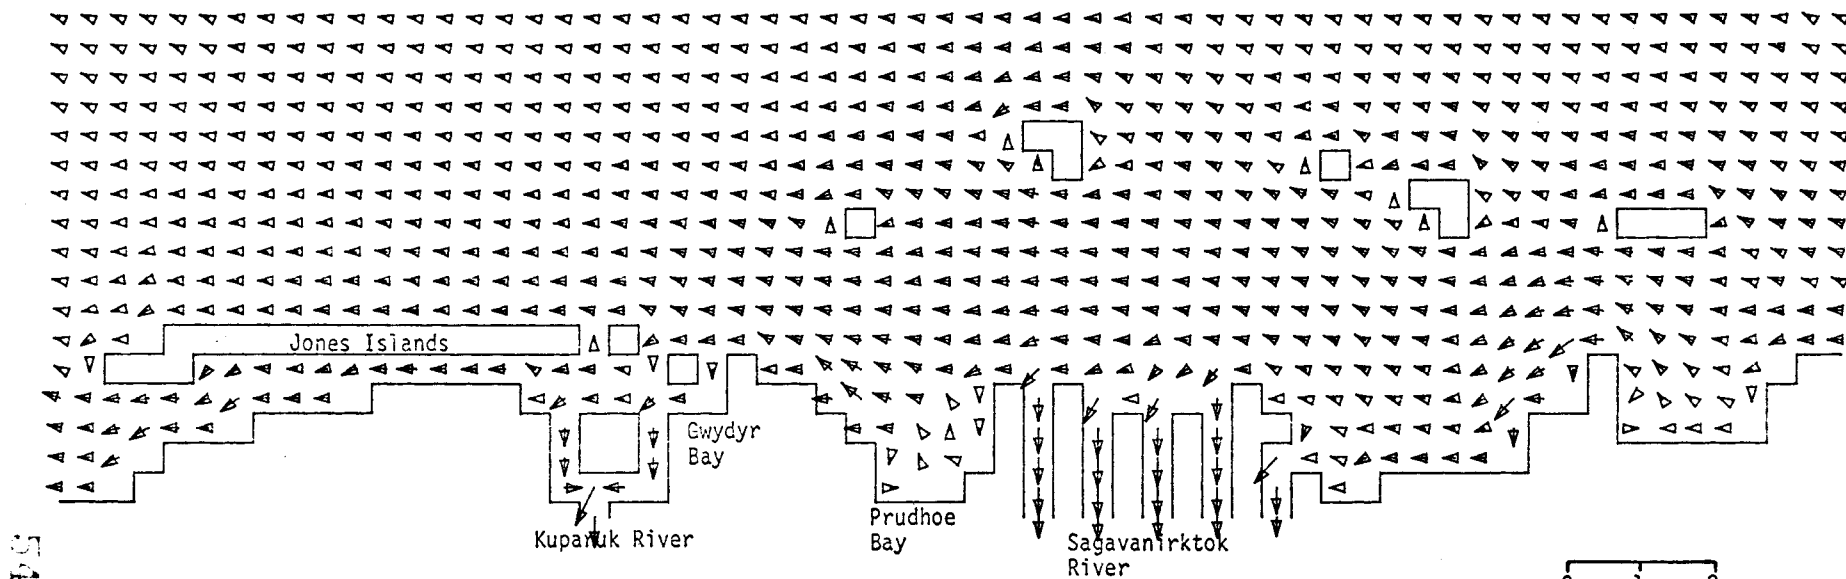 Jones Islands
Gwydyr
Bay
Prudhoe
Bay
Kuparuk River
Sagavanirktok
River